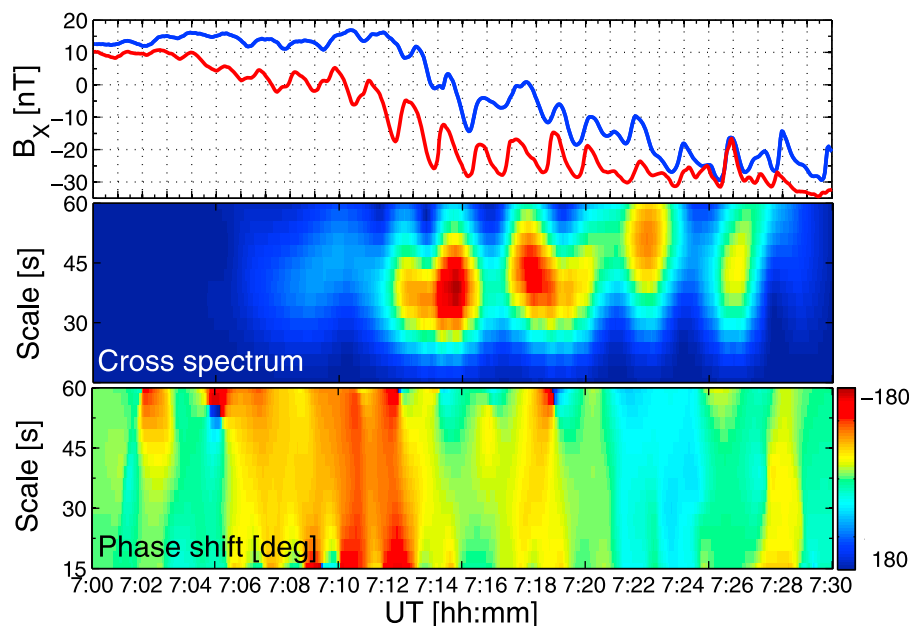 20
10
0
−10
−20
−30
B_X [nT]
60
45
30
Scale [s]
Cross spectrum
60
45
30
15
Scale [s]
Phase shift [deg]
−180
180
7:00 7:02 7:04 7:06 7:08 7:10 7:12 7:14 7:16 7:18 7:20 7:22 7:24 7:26 7:28 7:30
UT [hh:mm]